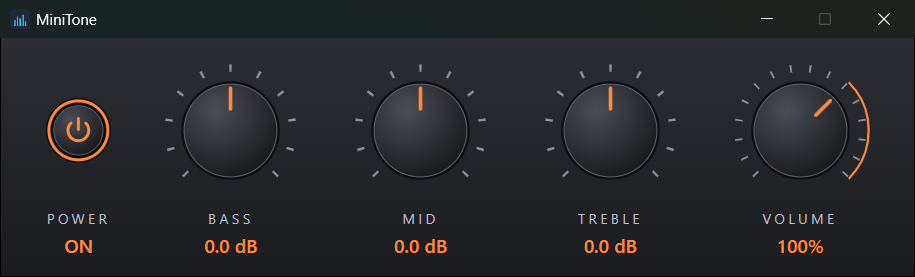 MiniTone
POWER BASS MID TREBLE VOLUME
ON 0.0 dB 0.0 dB 0.0 dB 100%